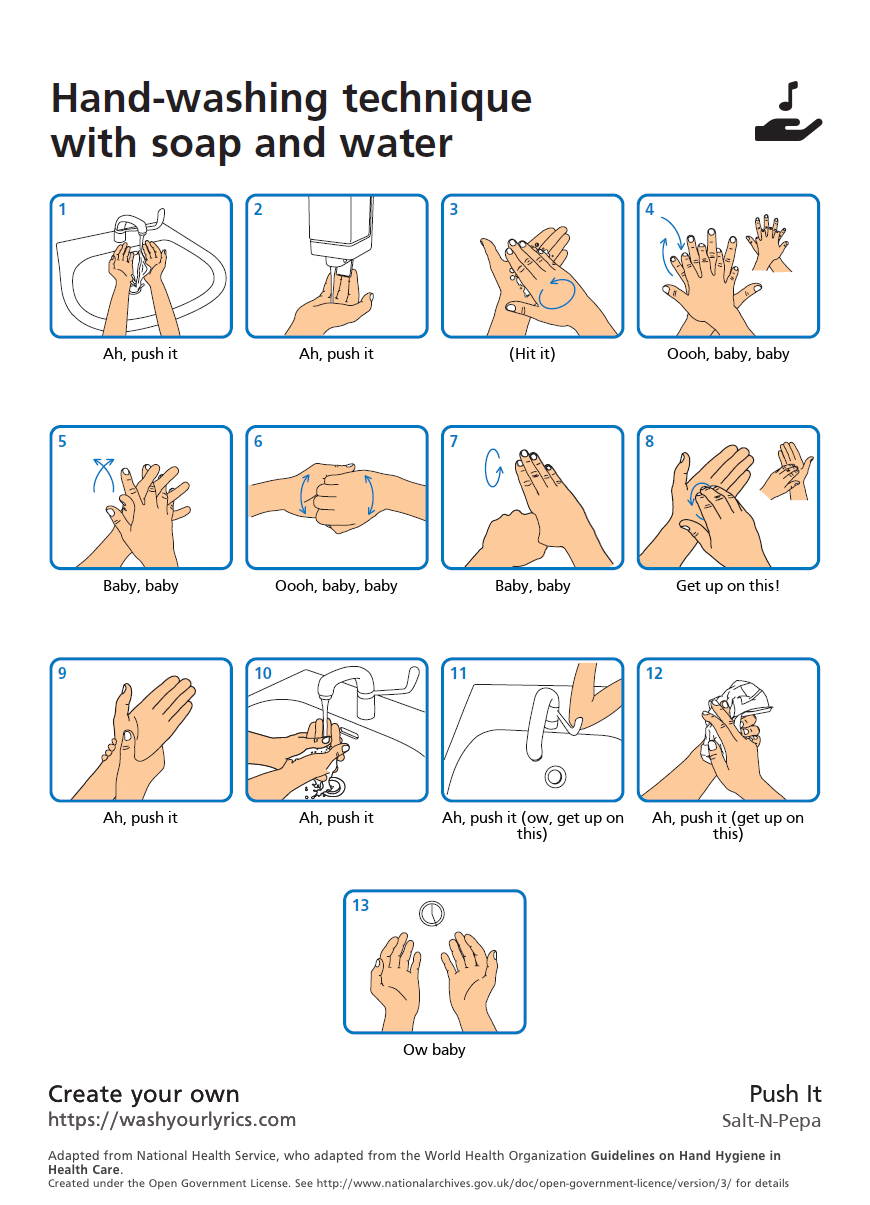 Hand-washing technique
with soap and water
1
2
3
4
Ah, push it
Ah, push it
(Hit it)
Oooh, baby, baby
5
6
7
8
Baby, baby
Oooh, baby, baby
Baby, baby
Get up on this!
9
10
11
12
Ah, push it
Ah, push it
Ah, push it (ow, get up on
this)
Ah, push it (get up on
this)
13
Ow baby
Create your own
https://washyourlyrics.com
Push It
Salt-N-Pepa
Adapted from National Health Service, who adapted from the World Health Organization Guidelines on Hand Hygiene in
Health Care.
Created under the Open Government License. See http://www.nationalarchives.gov.uk/doc/open-government-licence/version/3/ for details